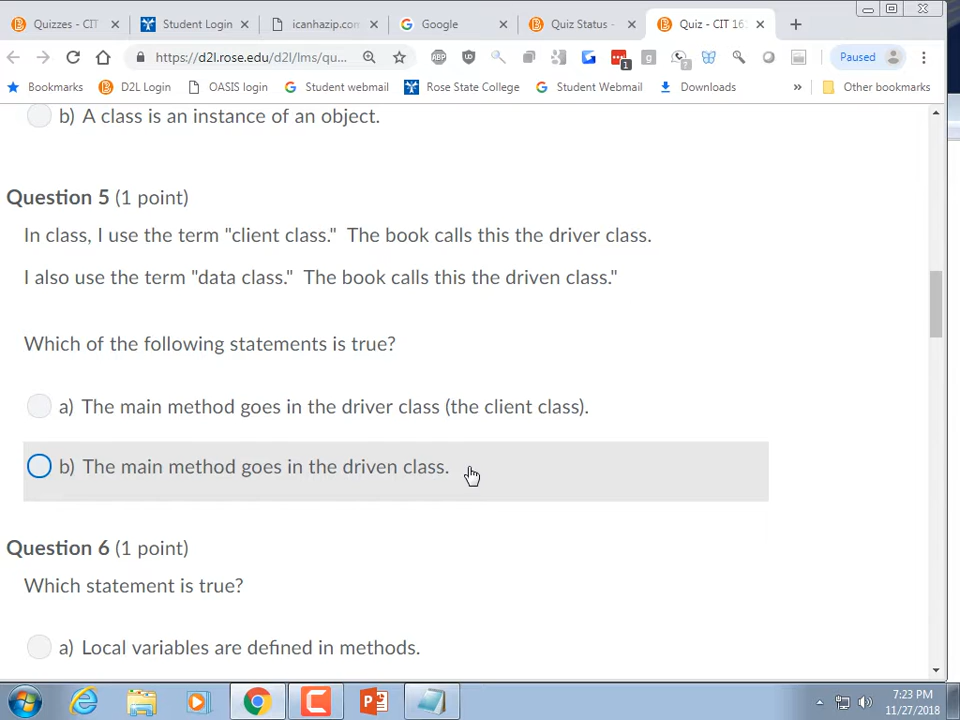 Quizzes - CIT
Student Login
icanhazip.com
Google
Quiz Status -
Quiz - CIT 16
https://d2l.rose.edu/d2l/lms/qu...
ABP
1
g
?
Paused
Bookmarks
D2L Login
OASIS login
Student webmail
Rose State College
Student Webmail
Downloads
»
Other bookmarks
b) A class is an instance of an object.
Question 5 (1 point)
In class, I use the term "client class." The book calls this the driver class.
I also use the term "data class." The book calls this the driven class."
Which of the following statements is true?
a) The main method goes in the driver class (the client class).
b) The main method goes in the driven class.
Question 6 (1 point)
Which statement is true?
a) Local variables are defined in methods.
7:23 PM
11/27/2018